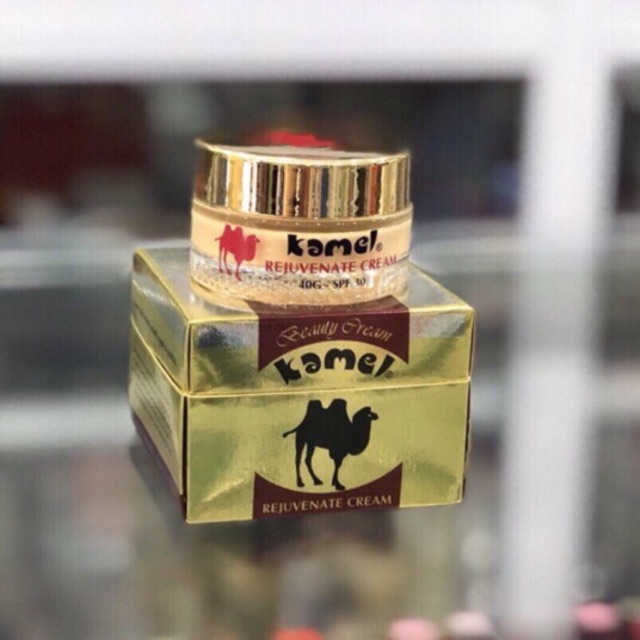 Kamel®
REJUVENATE CREAM
40G - SPF 30
Beauty Cream
Kamel
REJUVENATE CREAM